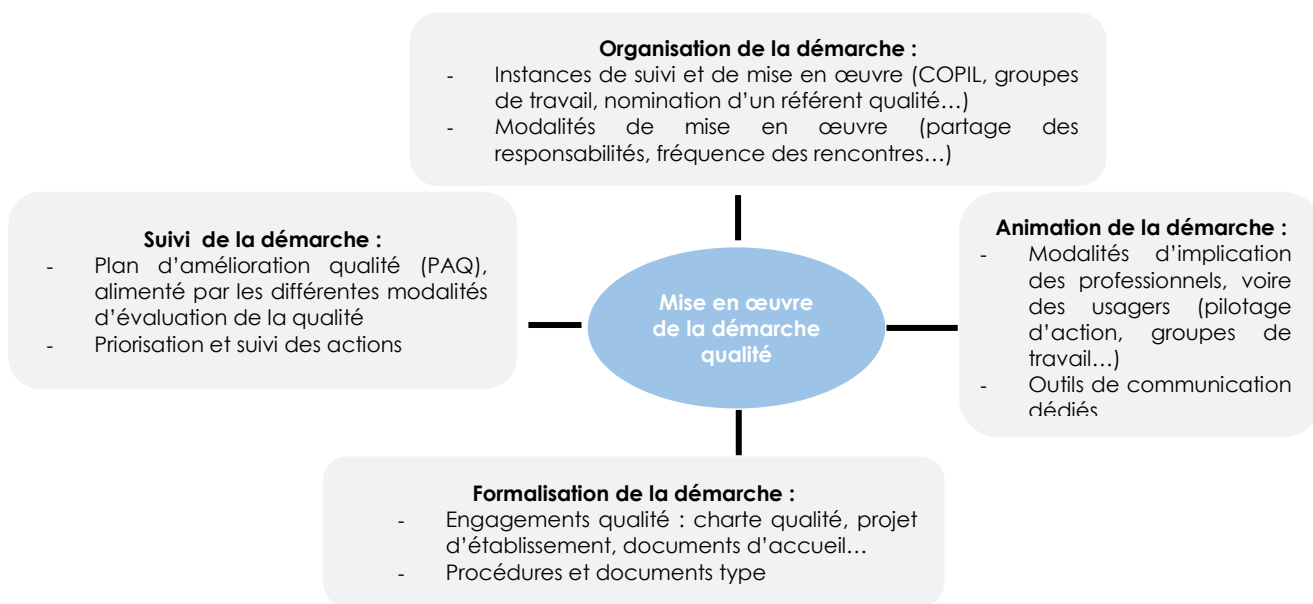 Organisation de la démarche :
- Instances de suivi et de mise en œuvre (COPIL, groupes
de travail, nomination d’un référent qualité…)
- Modalités de mise en œuvre (partage des
responsabilités, fréquence des rencontres…)
Suivi de la démarche :
- Plan d’amélioration qualité (PAQ),
alimenté par les différentes modalités
d’évaluation de la qualité
- Priorisation et suivi des actions
Mise en œuvre
de la démarche
qualité
Animation de la démarche :
- Modalités d’implication
des professionnels, voire
des usagers (pilotage
d’action, groupes de
travail…)
- Outils de communication
dédiés
Formalisation de la démarche :
- Engagements qualité : charte qualité, projet
d’établissement, documents d’accueil…
- Procédures et documents type